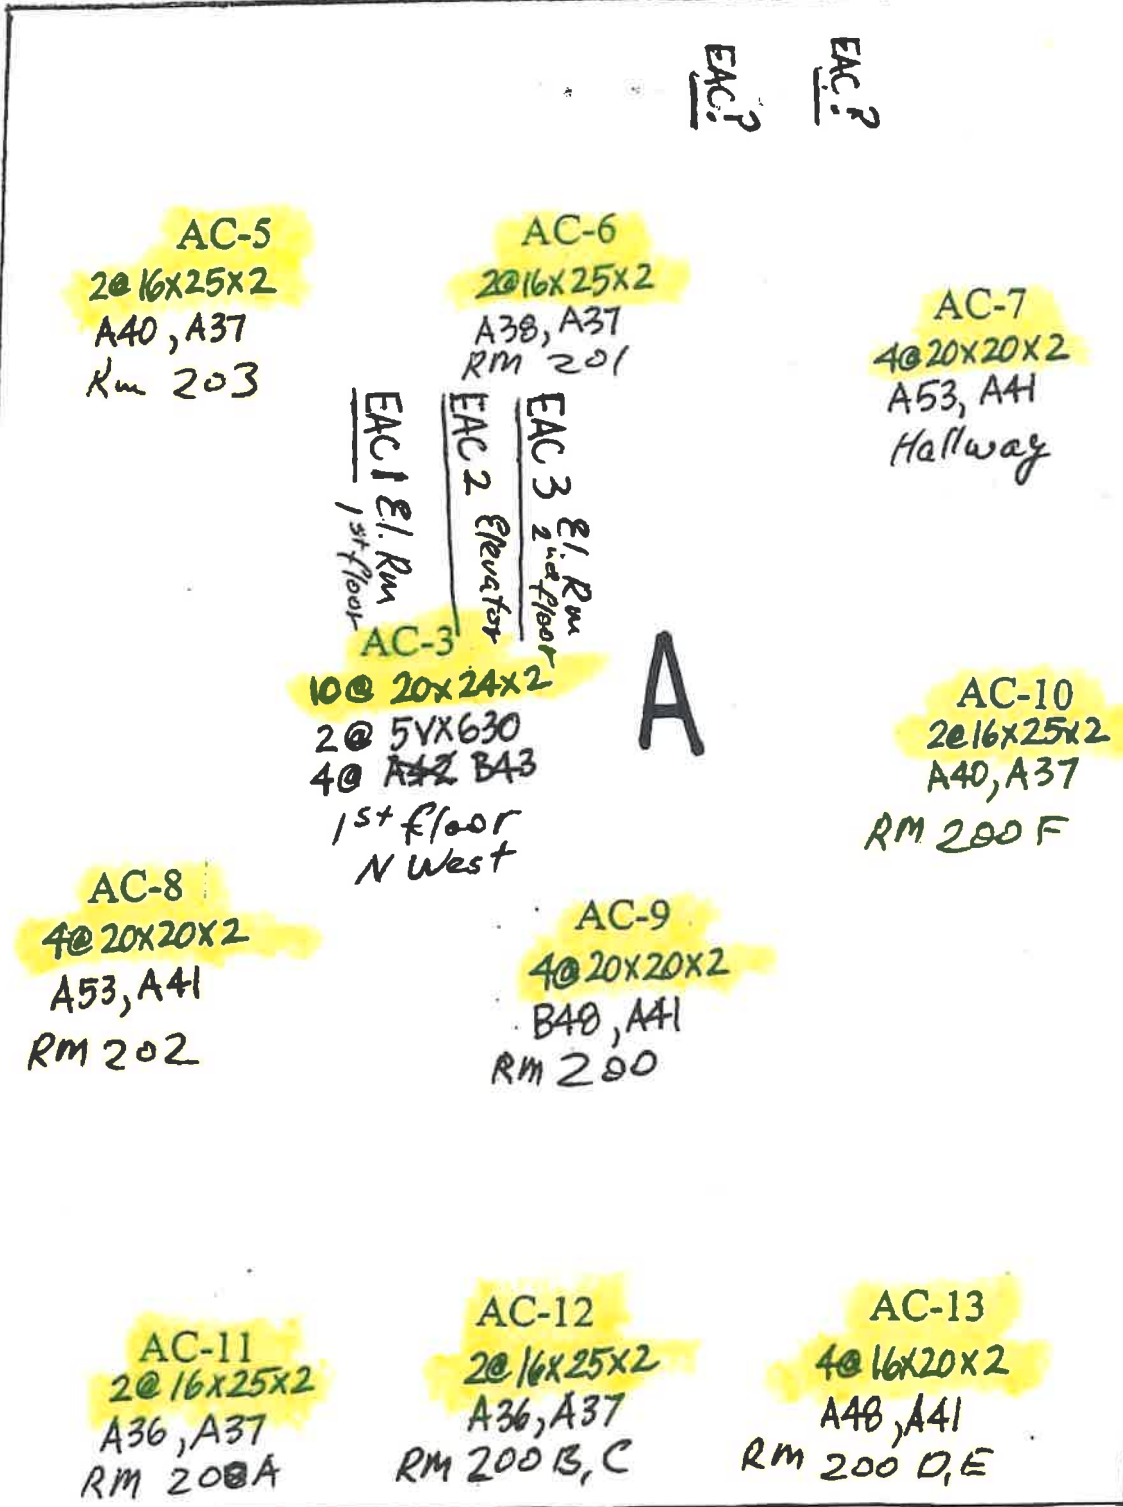 EAC?
EAC?
AC-5
2@16X25X2
A40, A37
Rm 203
AC-6
2@16X25X2
A38, A37
RM 201
AC-7
4@20X20X2
A53, A41
Hallway
EAC 1 El. Rm
1st floor
EAC 2 Elevator
EAC 3 El. Rm
2nd floor
AC-3
10@ 20X24X2
2@ 5VX630
4@ A42 B43
1st floor
N West
A
AC-10
2@16X25X2
A40, A37
RM 200 F
AC-8
4@20X20X2
A53, A41
RM 202
AC-9
4@20X20X2
B48, A41
RM 200
AC-11
2@16X25X2
A36, A37
RM 200A
AC-12
2@16X25X2
A36, A37
RM 200 B, C
AC-13
4@16X20X2
A48, A41
RM 200 D,E